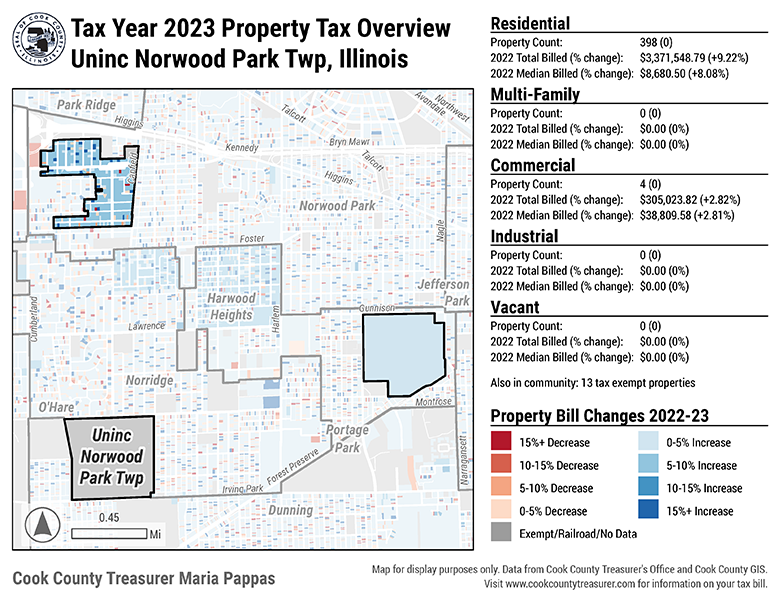 SEAL OF COOK COUNTY
ILLINOIS
Tax Year 2023 Property Tax Overview
Uninc Norwood Park Twp, Illinois
Residential
Property Count: 398 (0)
2022 Total Billed (% change): $3,371,548.79 (+9.22%)
2022 Median Billed (% change): $8,680.50 (+8.08%)
Multi-Family
Property Count: 0 (0)
2022 Total Billed (% change): $0.00 (0%)
2022 Median Billed (% change): $0.00 (0%)
Commercial
Property Count: 4 (0)
2022 Total Billed (% change): $305,023.82 (+2.82%)
2022 Median Billed (% change): $38,809.58 (+2.81%)
Industrial
Property Count: 0 (0)
2022 Total Billed (% change): $0.00 (0%)
2022 Median Billed (% change): $0.00 (0%)
Vacant
Property Count: 0 (0)
2022 Total Billed (% change): $0.00 (0%)
2022 Median Billed (% change): $0.00 (0%)
Also in community: 13 tax exempt properties
Property Bill Changes 2022-23
15%+ Decrease
10-15% Decrease
5-10% Decrease
0-5% Decrease
Exempt/Railroad/No Data
0-5% Increase
5-10% Increase
10-15% Increase
15%+ Increase
Park Ridge
Higgins
Talcott
Avondale
Northwest
Kennedy
Bryn Mawr
Talcott
Higgins
Canfield
Norwood Park
Nagle
Foster
Jefferson
Park
Harwood
Heights
Harlem
Gunnison
Cumberland
Lawrence
Norridge
O'Hare
Montrose
Uninc
Norwood
Park Twp
Portage
Park
Narragansett
Forest Preserve
Irving Park
Dunning
0.45
Mi
Cook County Treasurer Maria Pappas
Map for display purposes only. Data from Cook County Treasurer's Office and Cook County GIS.
Visit www.cookcountytreasurer.com for information on your tax bill.